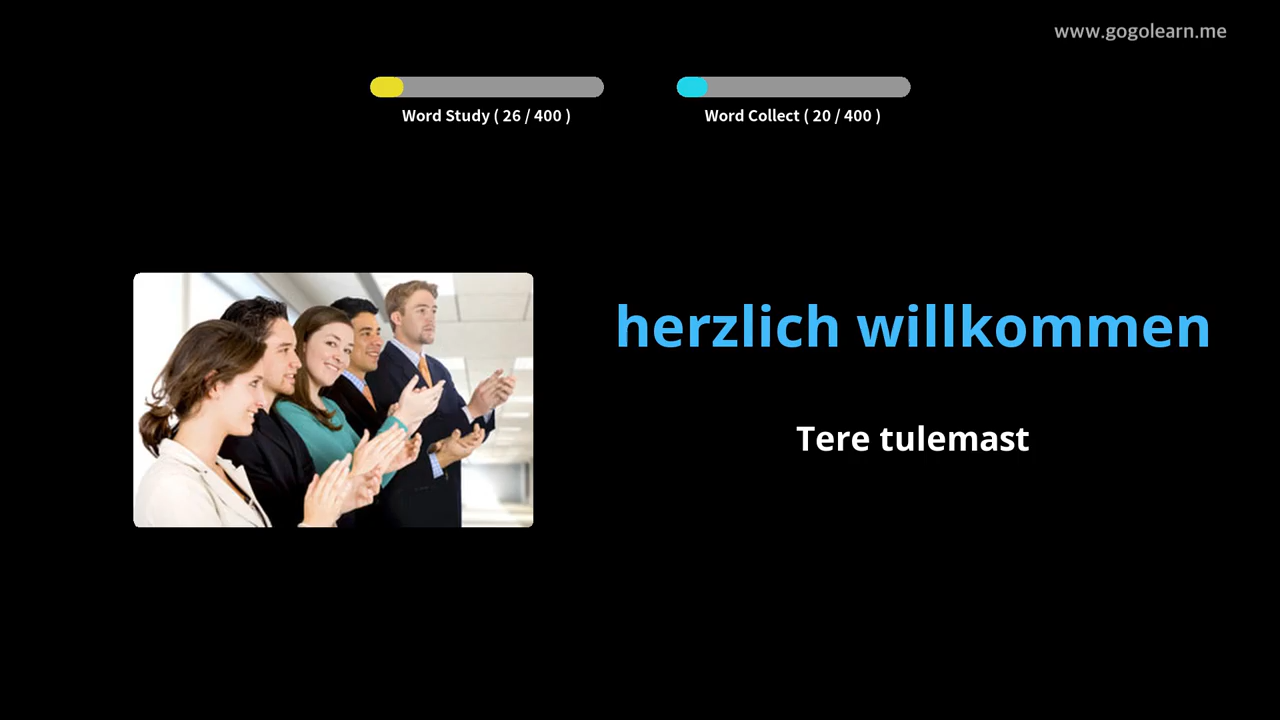 www.gogolearn.me
Word Study ( 26 / 400 )
Word Collect ( 20 / 400 )
herzlich willkommen
Tere tulemast